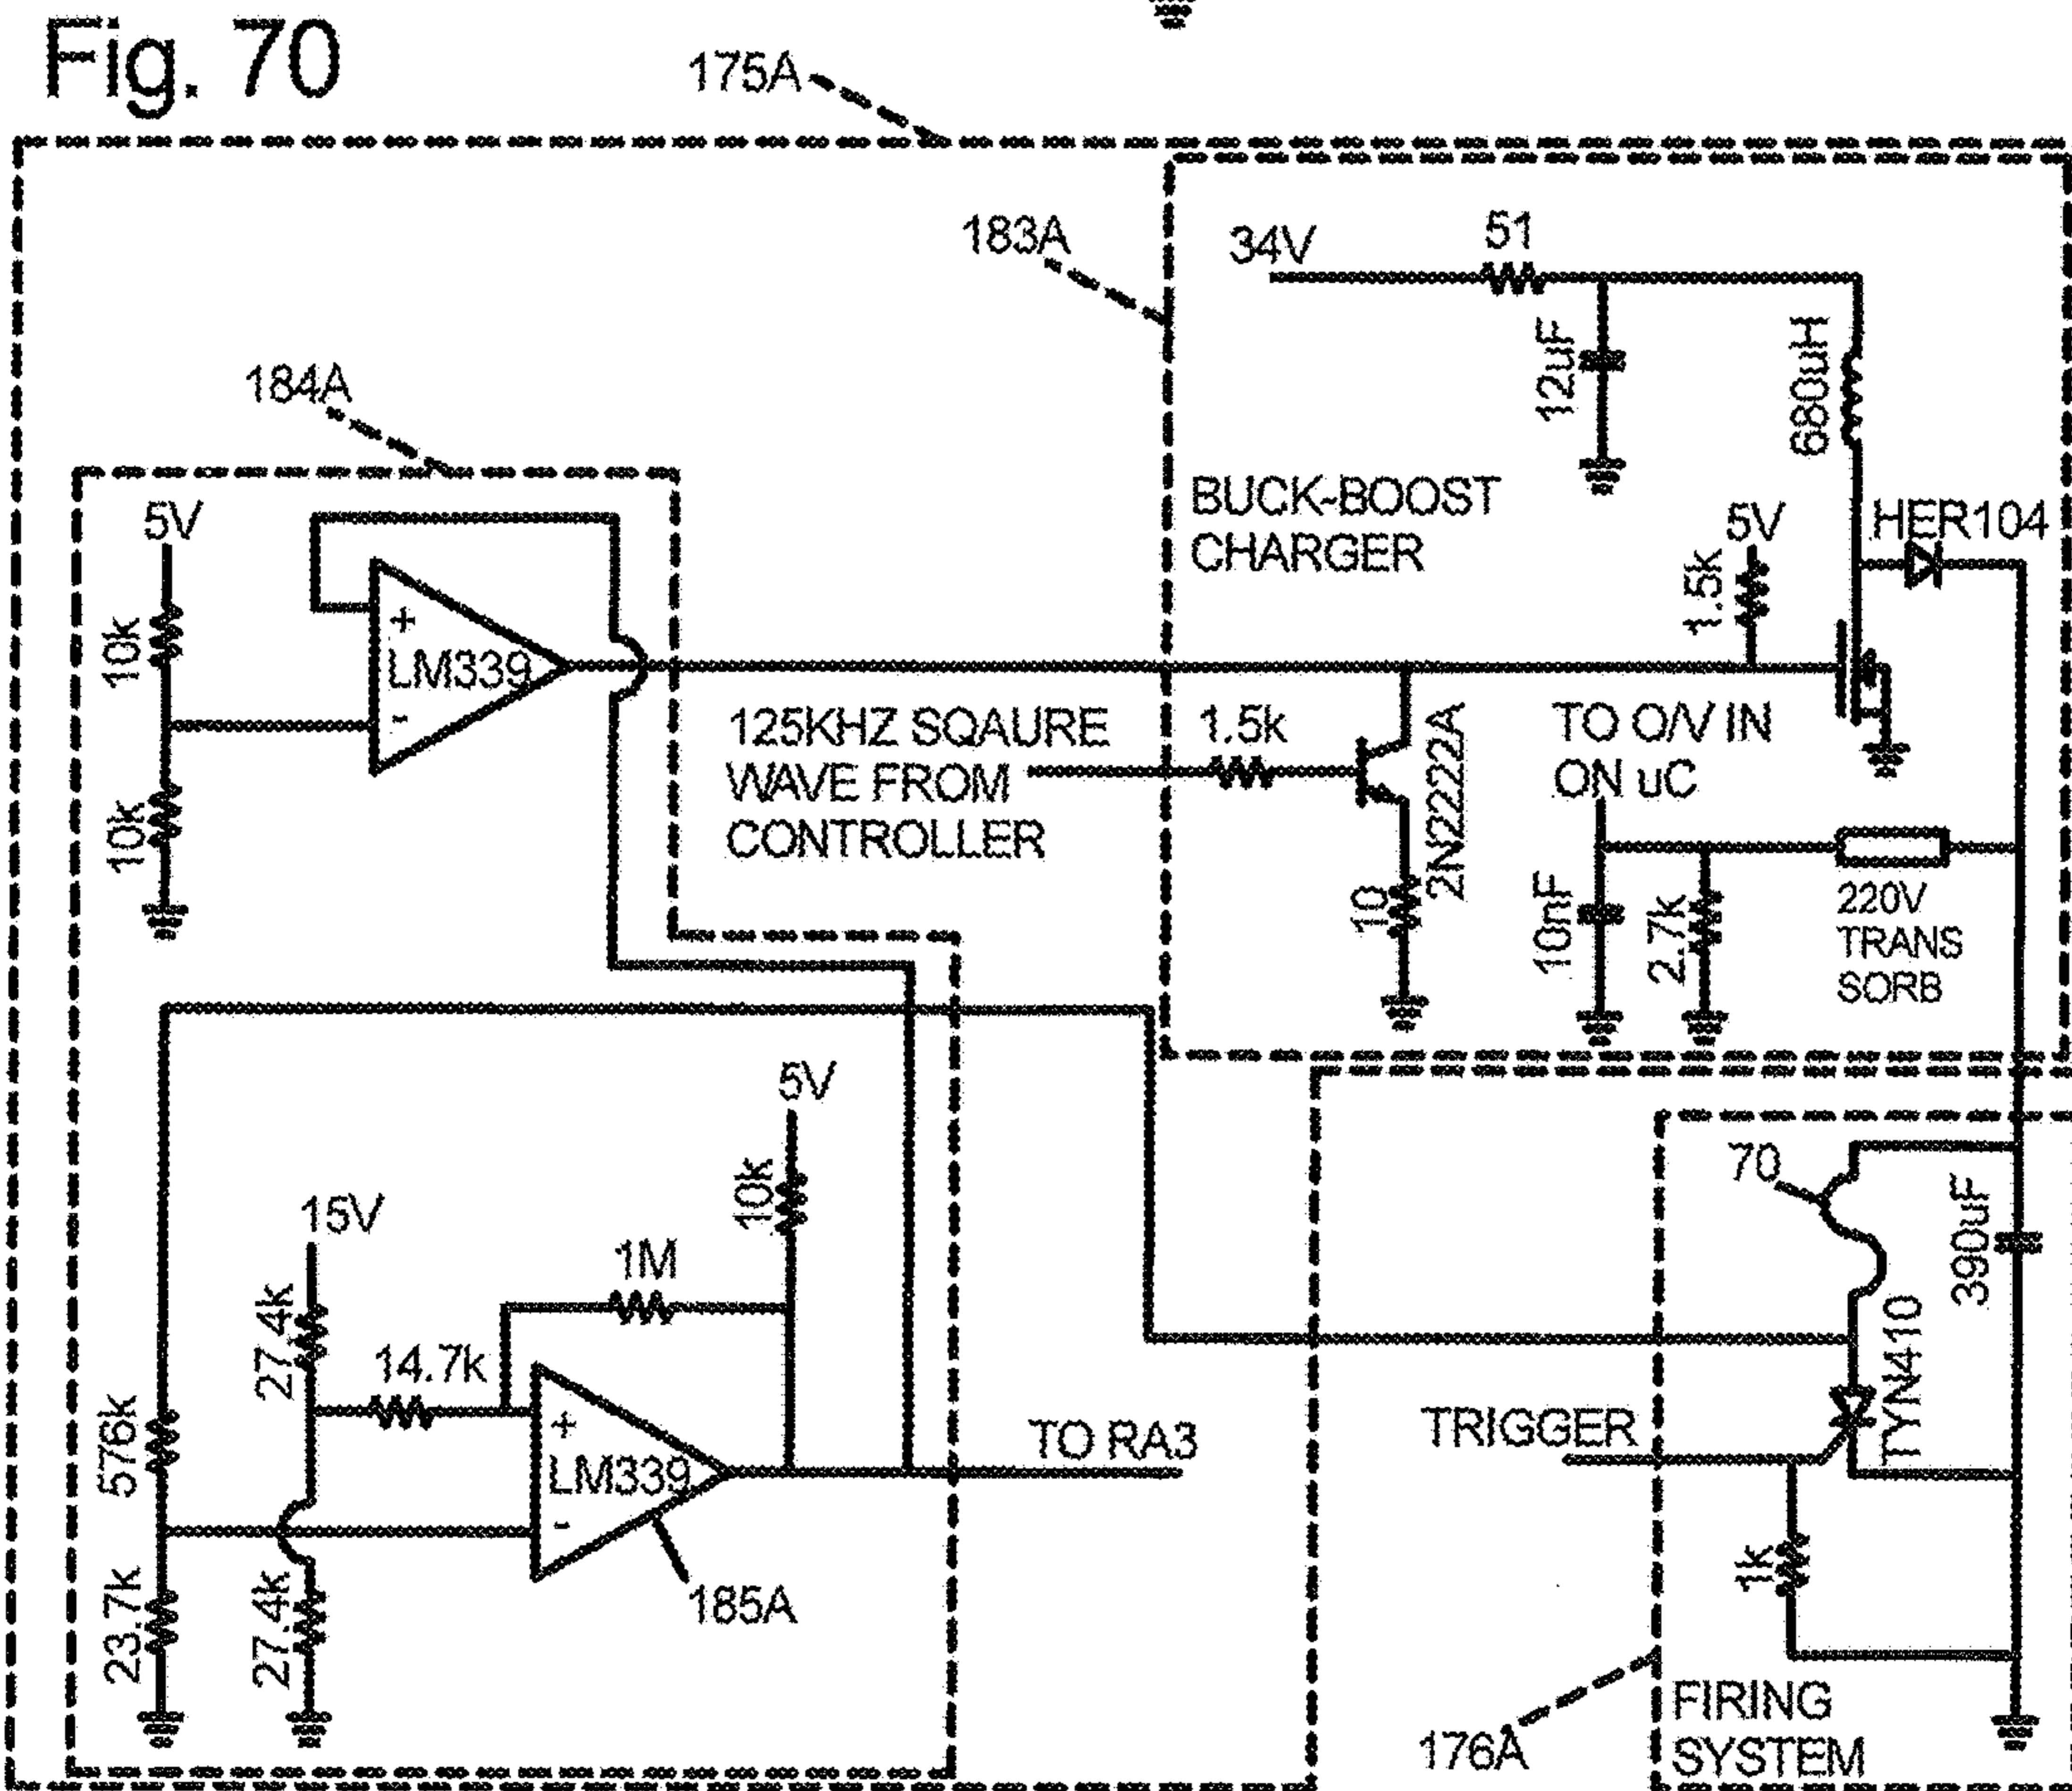 Fig. 70
175A
183A
34V
51
12uF
680uH
184A
BUCK-BOOST
CHARGER
5V
HER104
1.5k
5V
10k
+
LM339
-
10k
125KHZ SQAURE
WAVE FROM
CONTROLLER
1.5k
2N2222A
10
TO O/V IN
ON uC
10nF
2.7k
220V
TRANS
SORB
5V
10k
15V
1M
27.4k
14.7k
576k
+
LM339
-
TO RA3
23.7k
27.4k
185A
70
390uF
TYN410
TRIGGER
1k
176A
FIRING
SYSTEM